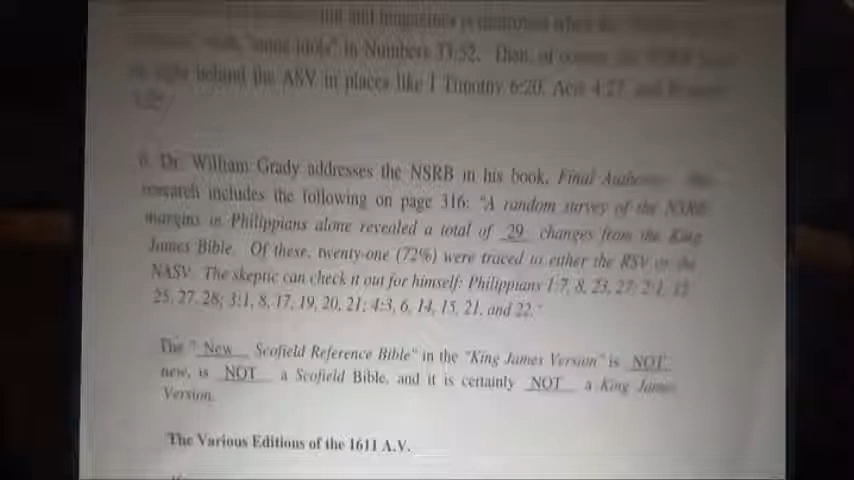 "none idols" in Numbers 33:52. Then, of
right behind the ASV in places like I Timothy 6:20, Acts 4:27, and
Dr. William Grady addresses the NSRB in his book, Final
research includes the following on page 316: "A random survey of the NSRB
margins in Philippians alone revealed a total of 29 changes from the King
James Bible. Of these, twenty-one (72%) were traced to either the RSV or the
NASV. The skeptic can check it out for himself: Philippians 1:7, 8, 23, 27; 2:1,
25, 27, 28; 3:1, 8, 17, 19, 20, 21; 4:3, 6, 14, 15, 21, and 22."
The " New Scofield Reference Bible" in the "King James Version" is NOT
new, is NOT a Scofield Bible, and it is certainly NOT a King James
Version.
The Various Editions of the 1611 A.V.